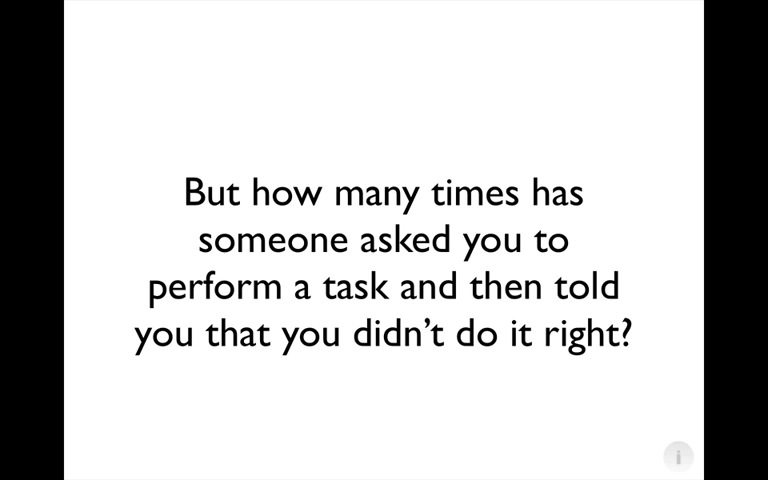 But how many times has
someone asked you to
perform a task and then told
you that you didn't do it right?
i